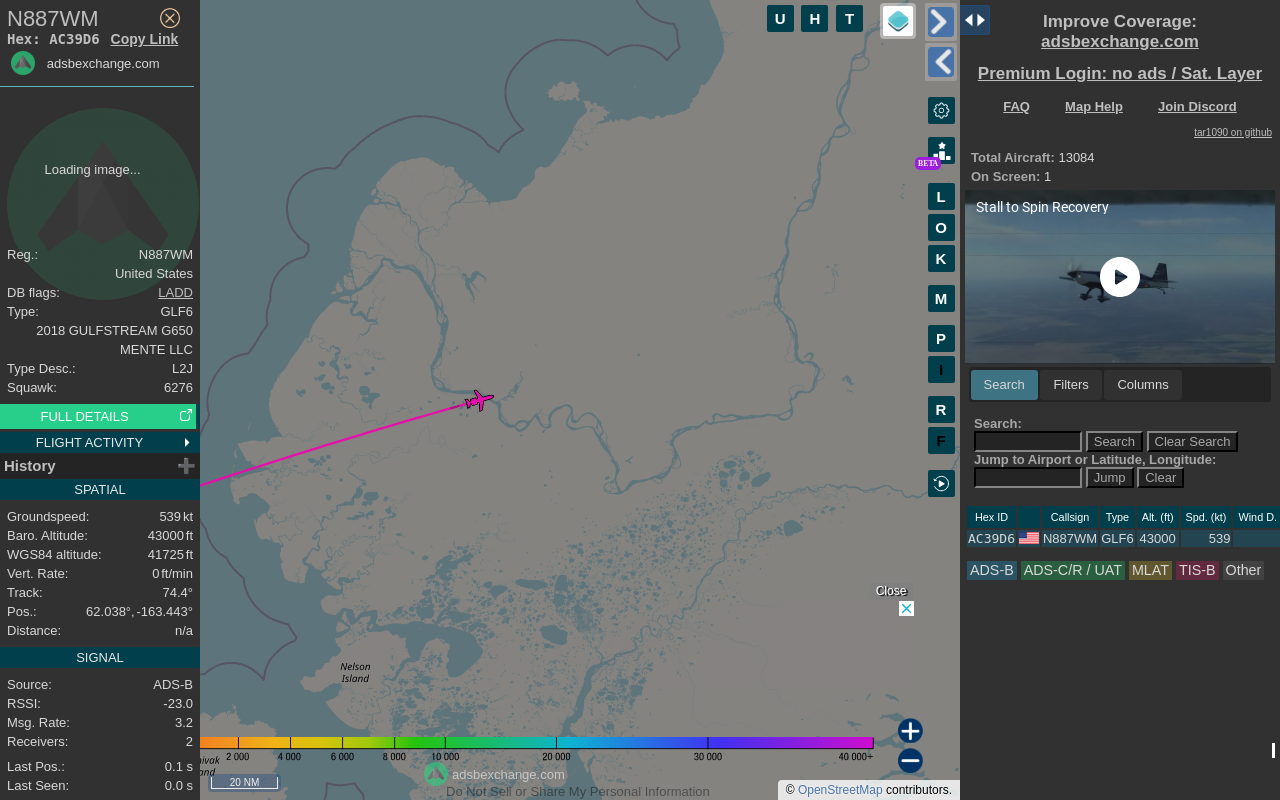 N887WM
Hex: AC39D6 Copy Link
adsbexchange.com
Loading image...
Reg.: N887WM
United States
DB flags: LADD
Type: GLF6
2018 GULFSTREAM G650
MENTE LLC
Type Desc.: L2J
Squawk: 6276
FULL DETAILS
FLIGHT ACTIVITY
History
SPATIAL
Groundspeed: 539 kt
Baro. Altitude: 43000 ft
WGS84 altitude: 41725 ft
Vert. Rate: 0 ft/min
Track: 74.4°
Pos.: 62.038°, -163.443°
Distance: n/a
SIGNAL
Source: ADS-B
RSSI: -23.0
Msg. Rate: 3.2
Receivers: 2
Last Pos.: 0.1 s
Last Seen: 0.0 s
U H T
BETA
L
O
K
M
P
I
R
F
Close
Nelson
Island
2 000 4 000 6 000 8 000 10 000 20 000 30 000 40 000+
20 NM
adsbexchange.com
Do Not Sell or Share My Personal Information
© OpenStreetMap contributors.
Improve Coverage:
adsbexchange.com
Premium Login: no ads / Sat. Layer
FAQ Map Help Join Discord
tar1090 on github
Total Aircraft: 13084
On Screen: 1
Stall to Spin Recovery
Search Filters Columns
Search:
Search Clear Search
Jump to Airport or Latitude, Longitude:
Jump Clear
Hex ID Callsign Type Alt. (ft) Spd. (kt) Wind D.
AC39D6 N887WM GLF6 43000 539
ADS-B ADS-C/R / UAT MLAT TIS-B Other